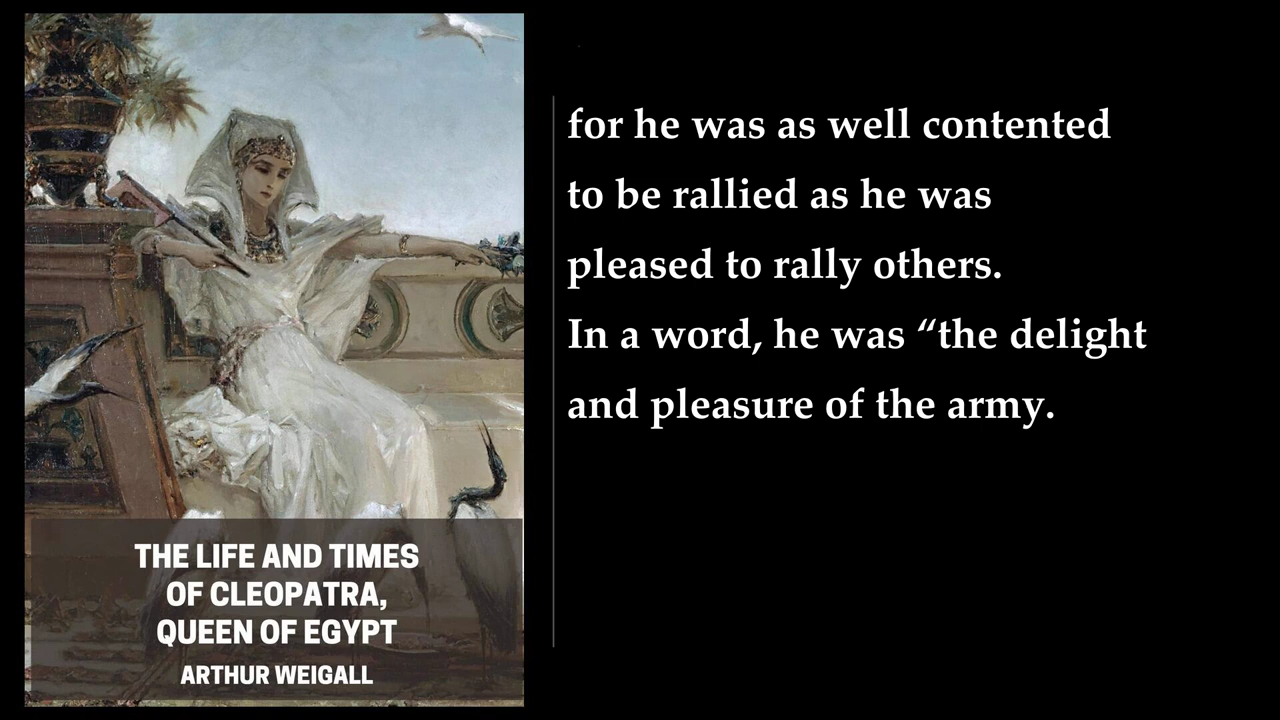 for he was as well contented
to be rallied as he was
pleased to rally others.
In a word, he was “the delight
and pleasure of the army.
THE LIFE AND TIMES
OF CLEOPATRA,
QUEEN OF EGYPT
ARTHUR WEIGALL